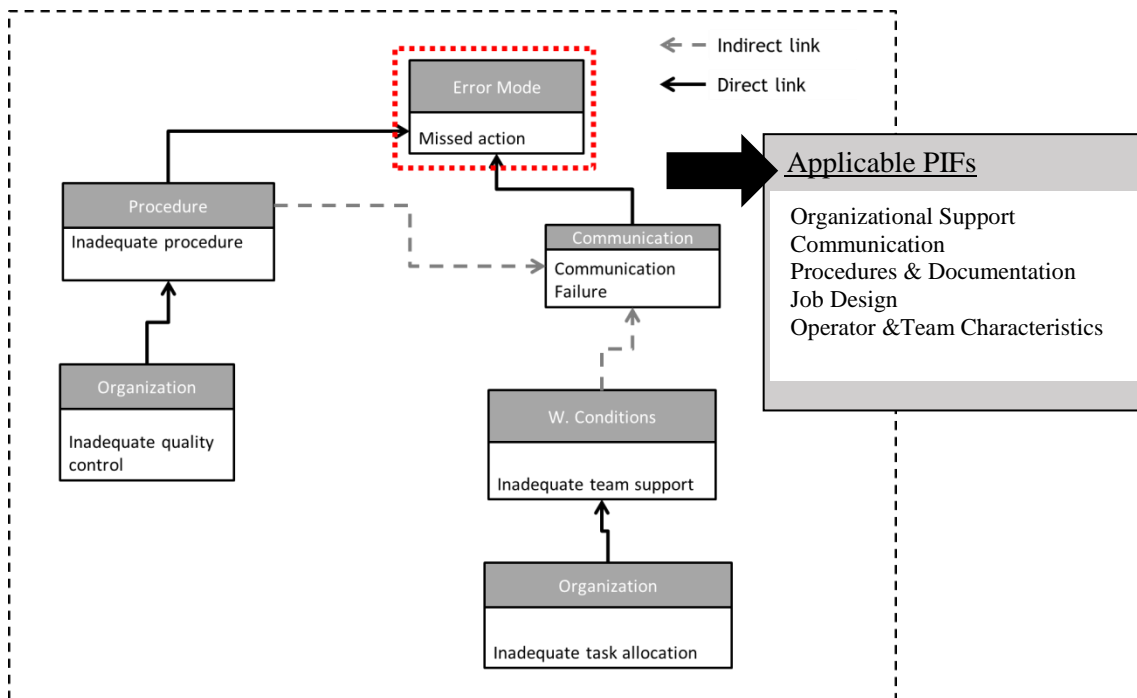 Indirect link
Direct link
Error Mode
Missed action
Applicable PIFs
Organizational Support
Communication
Procedures & Documentation
Job Design
Operator &Team Characteristics
Procedure
Inadequate procedure
Communication
Communication
Failure
Organization
Inadequate quality
control
W. Conditions
Inadequate team support
Organization
Inadequate task allocation